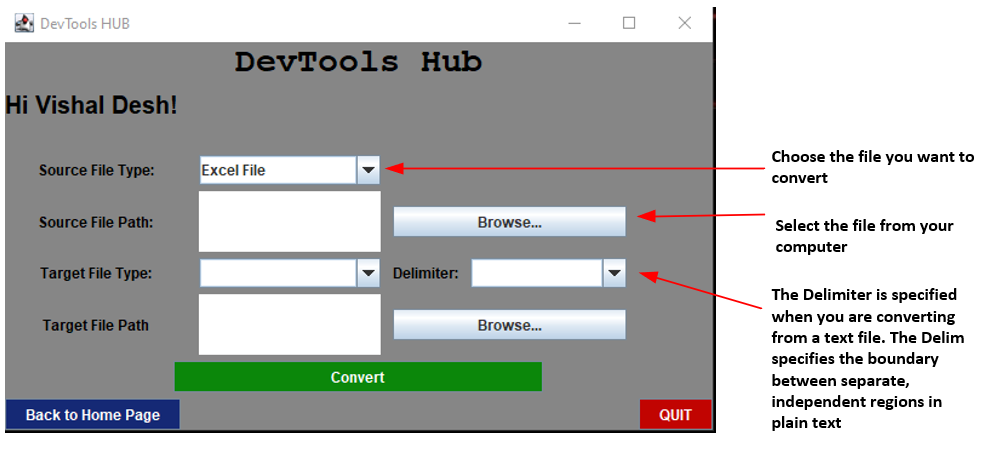 DevTools HUB
DevTools Hub
Hi Vishal Desh!
Source File Type:
Excel File
Source File Path:
Browse...
Target File Type:
Delimiter:
Target File Path
Browse...
Convert
Back to Home Page
QUIT
Choose the file you want to
convert
Select the file from your
computer
The Delimiter is specified
when you are converting
from a text file. The Delim
specifies the boundary
between separate,
independent regions in
plain text